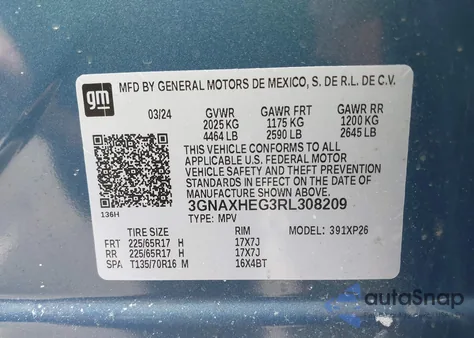 gm
MFD BY GENERAL MOTORS DE MEXICO, S. DE R.L. DE C.V.
03/24 GVWR GAWR FRT GAWR RR
2025 KG 1175 KG 1200 KG
4464 LB 2590 LB 2645 LB
THIS VEHICLE CONFORMS TO ALL
APPLICABLE U.S. FEDERAL MOTOR
VEHICLE SAFETY AND THEFT
PREVENTION STANDARDS IN EFFECT
ON THE DATE OF MANUFACTURE
SHOWN ABOVE.
3GNAXHEG3RL308209
136H
TYPE: MPV
TIRE SIZE RIM MODEL: 391XP26
FRT 225/65R17 H 17X7J
RR 225/65R17 H 17X7J
SPA T135/70R16 M 16X4BT
autoSnap